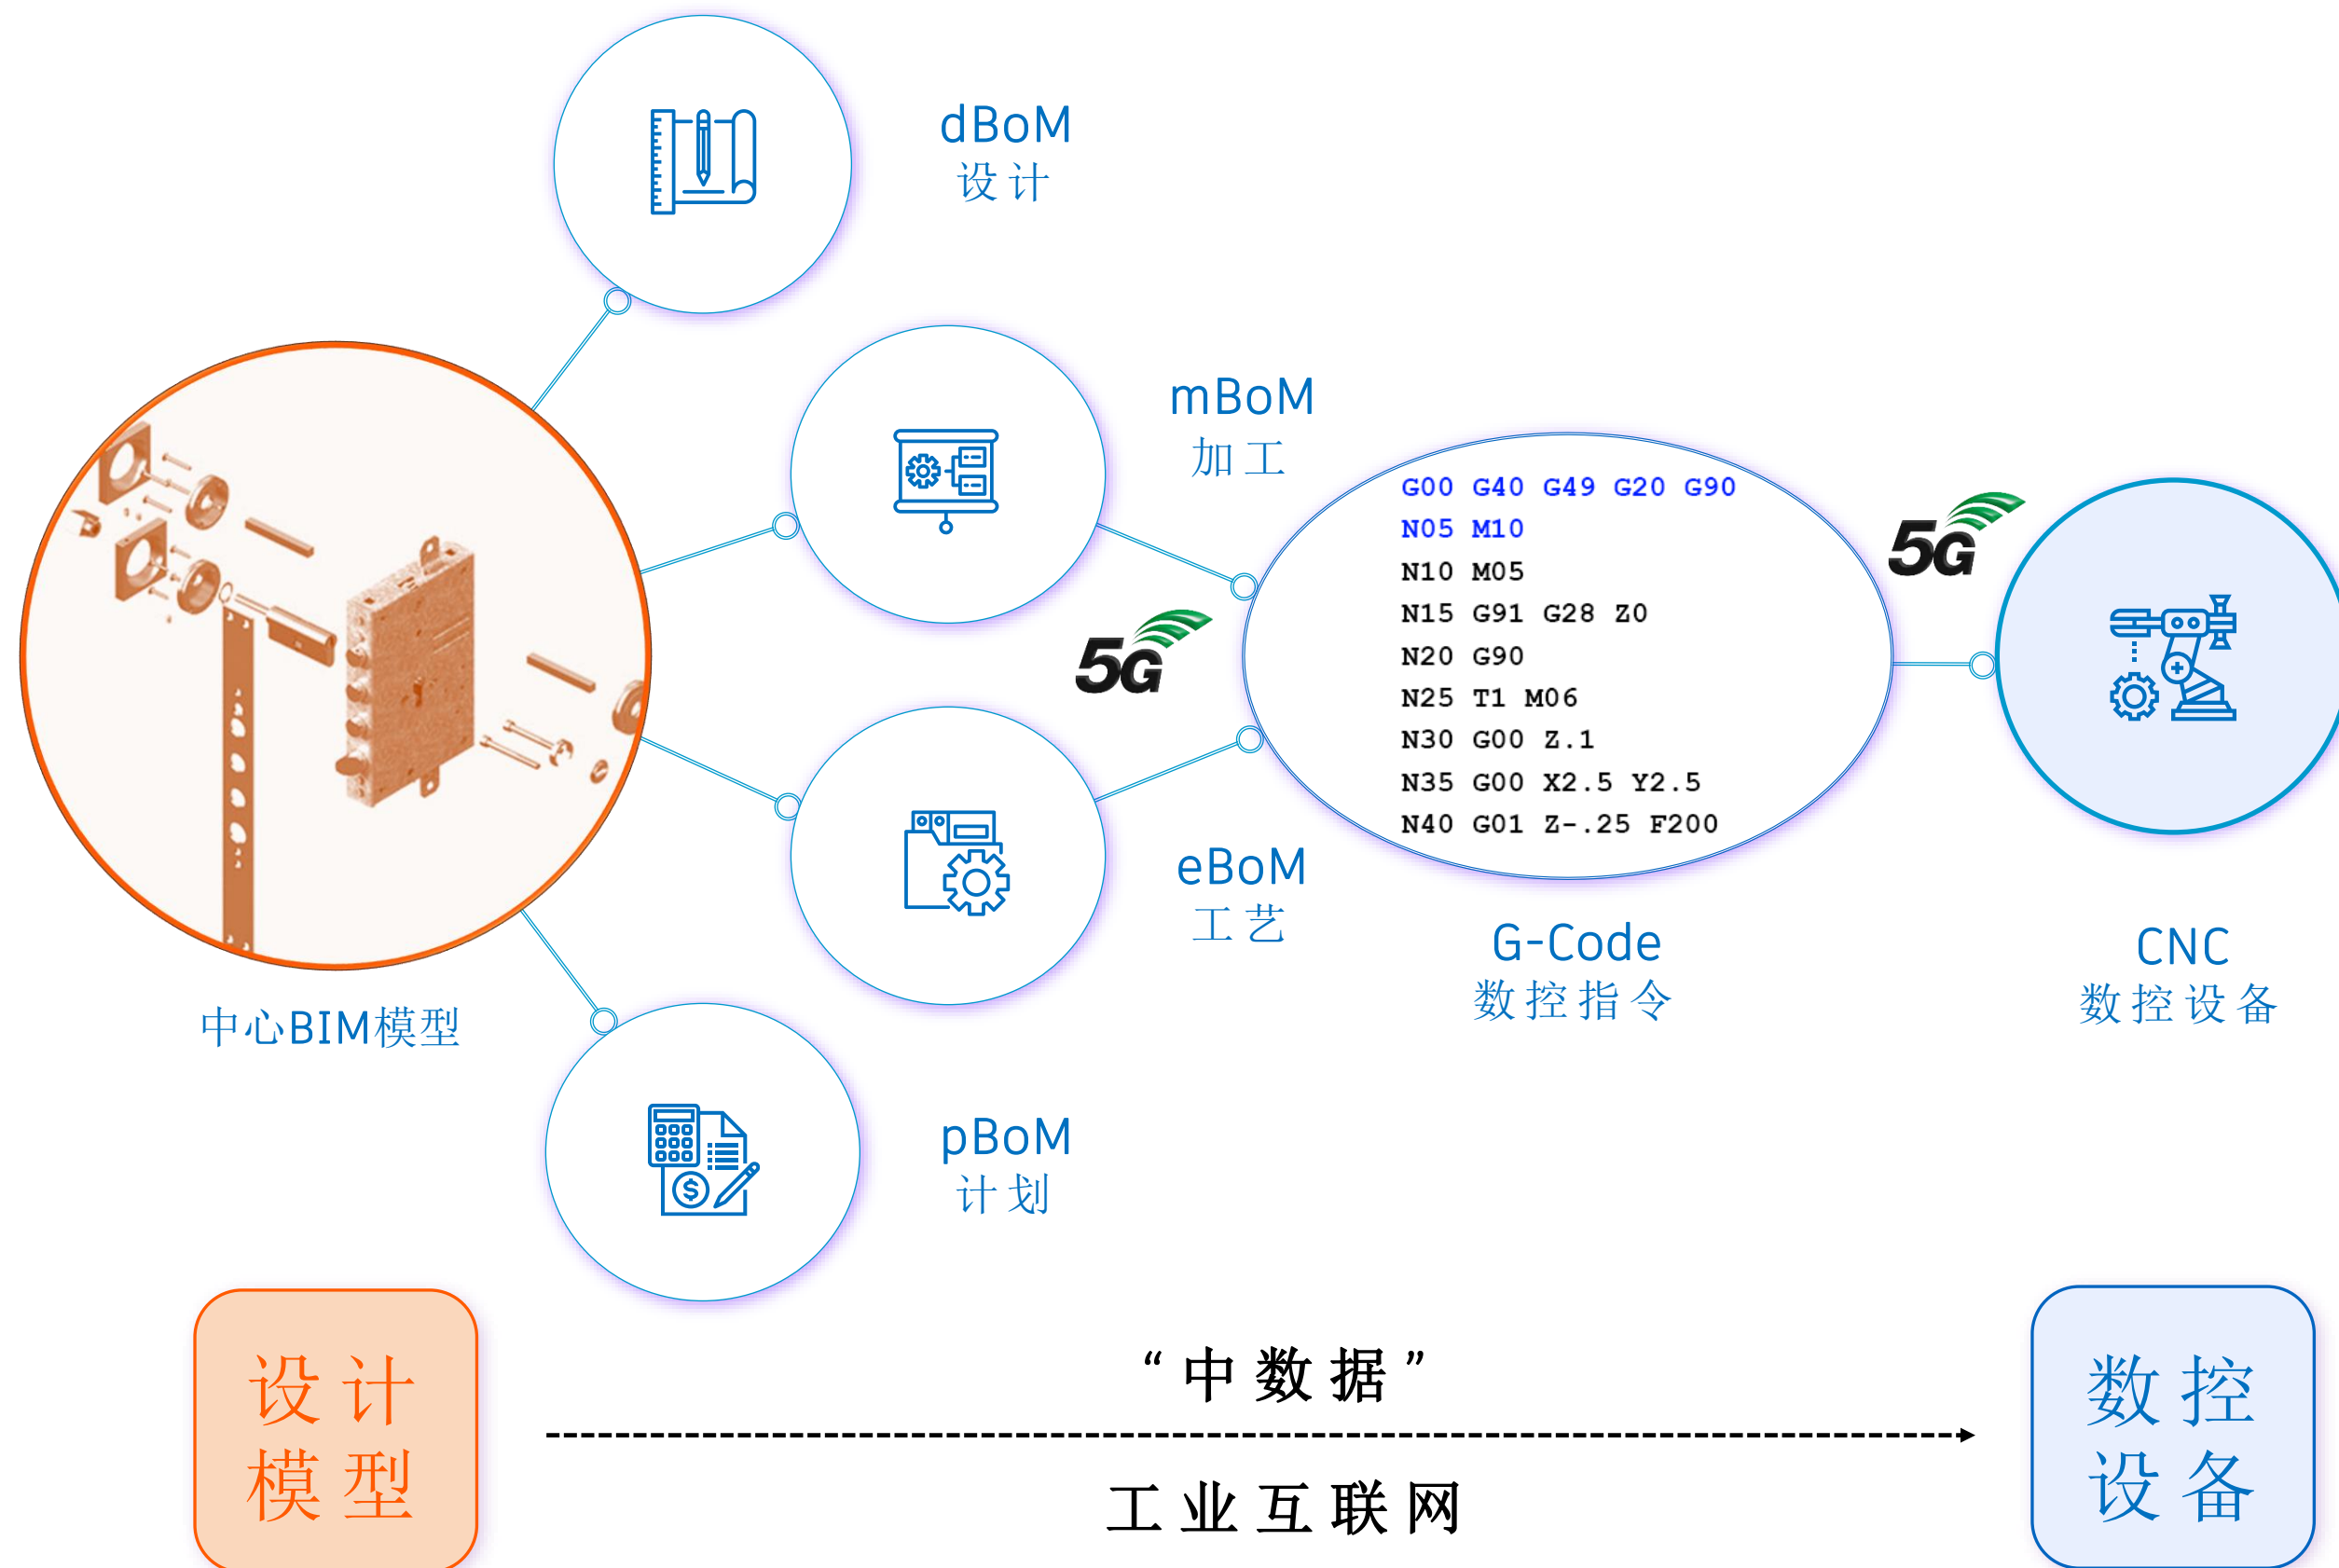 dBoM
设计
mBoM
加工
5G
G00 G40 G49 G20 G90
N05 M10
N10 M05
N15 G91 G28 Z0
N20 G90
N25 T1 M06
N30 G00 Z.1
N35 G00 X2.5 Y2.5
N40 G01 Z-.25 F200
5G
eBoM
工艺
G-Code
数控指令
CNC
数控设备
中心BIM模型
pBoM
计划
设计
模型
“中数据”
工业互联网
数控
设备